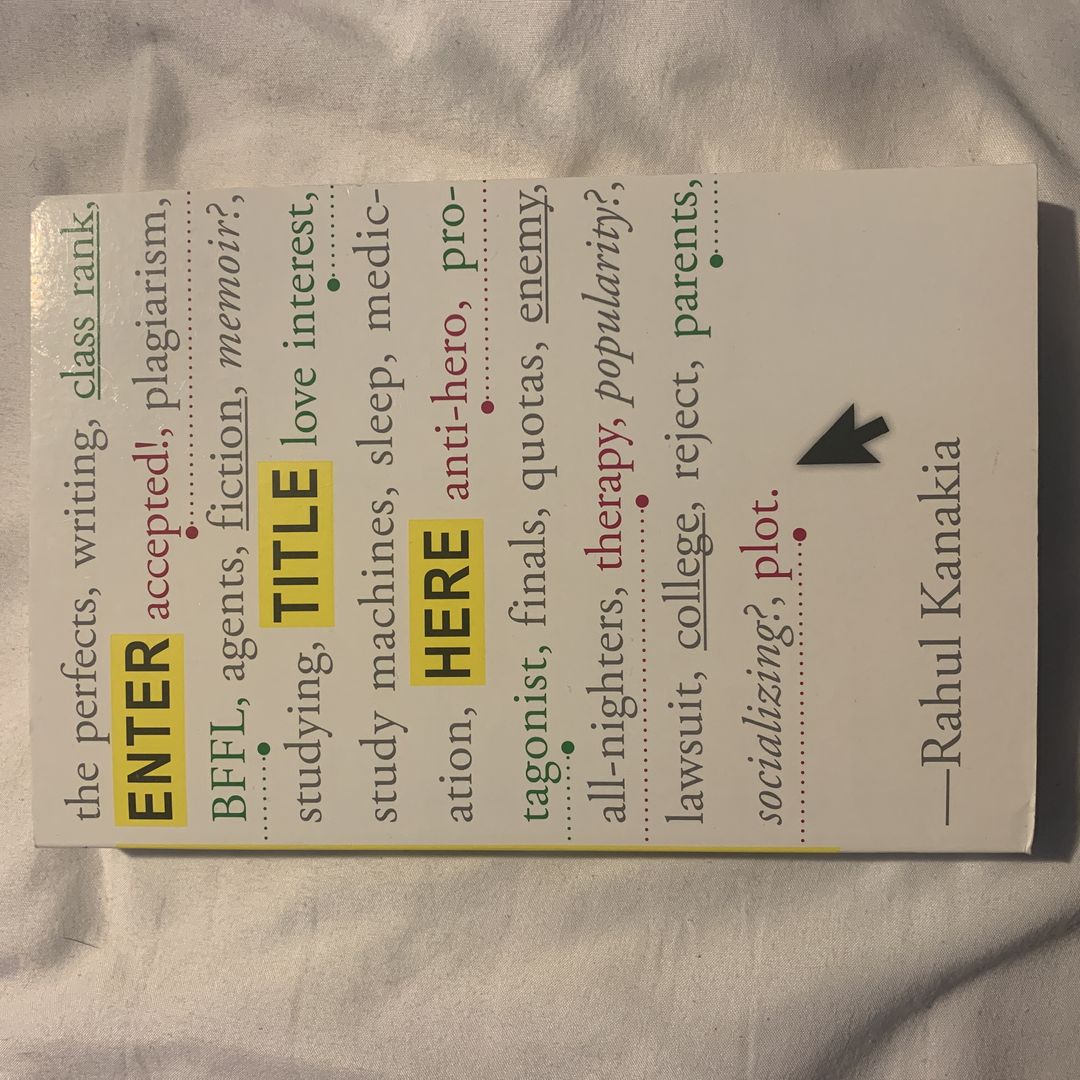 the perfects, writing, class rank,
ENTER accepted!, plagiarism,
BFFL, agents, fiction, memoir?,
studying, TITLE love interest,
study machines, sleep, medic-
ation, HERE anti-hero, pro-
tagonist, finals, quotas, enemy,
all-nighters, therapy, popularity?,
lawsuit, college, reject, parents,
socializing?, plot.
—Rahul Kanakia